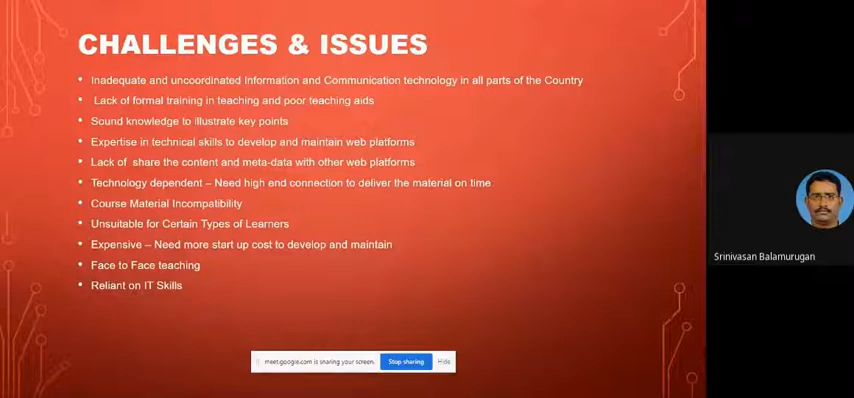 CHALLENGES & ISSUES
• Inadequate and uncoordinated Information and Communication technology in all parts of the Country
• Lack of formal training in teaching and poor teaching aids
• Sound knowledge to illustrate key points
• Expertise in technical skills to develop and maintain web platforms
• Lack of share the content and meta-data with other web platforms
• Technology dependent – Need high end connection to deliver the material on time
• Course Material Incompatibility
• Unsuitable for Certain Types of Learners
• Expensive – Need more start up cost to develop and maintain
• Face to Face teaching
• Reliant on IT Skills
Srinivasan Balamurugan
meet.google.com is sharing your screen. Stop sharing Hide